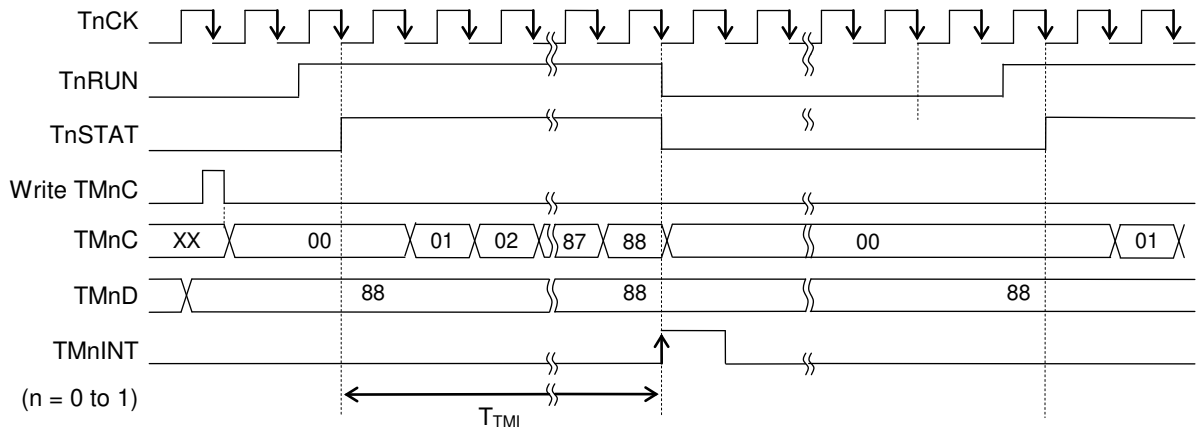 TnCK
TnRUN
TnSTAT
Write TMnC
TMnC XX 00 01 02 87 88 00 01
TMnD 88 88 88
TMnINT
(n = 0 to 1)
TTMI